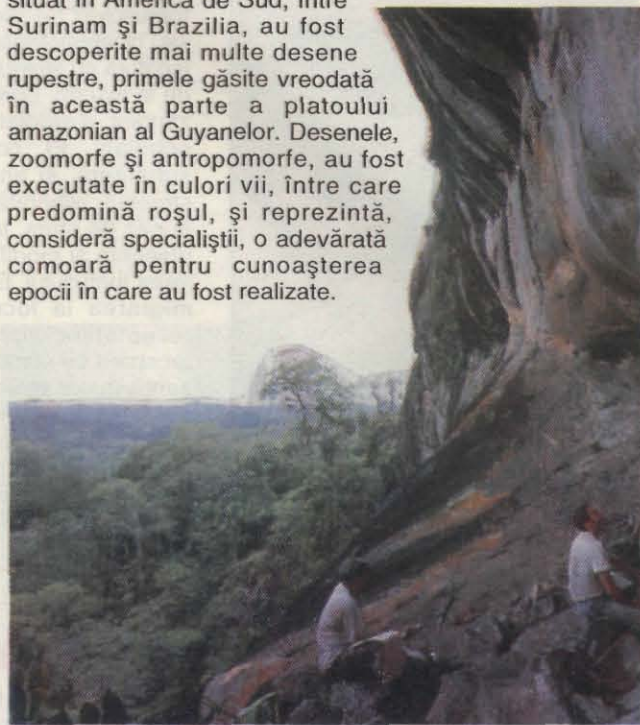 situat în America de Sud, între
Surinam şi Brazilia, au fost
descoperite mai multe desene
rupestre, primele găsite vreodată
în această parte a platoului
amazonian al Guyanelor. Desenele,
zoomorfe şi antropomorfe, au fost
executate în culori vii, între care
predomină roşul, şi reprezintă,
consideră specialiştii, o adevărată
comoară pentru cunoaşterea
epocii în care au fost realizate.